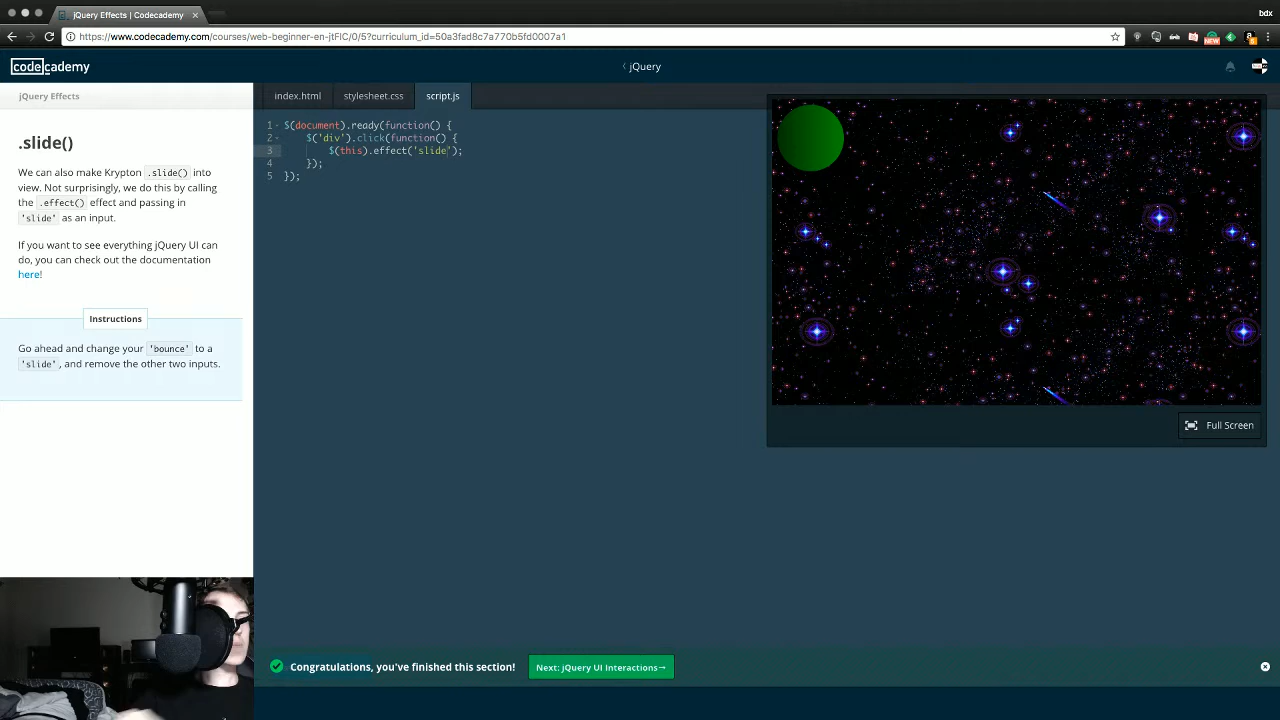 jQuery Effects | Codecademy
bdx
https://www.codecademy.com/courses/web-beginner-en-jtFIC/0/5?curriculum_id=50a3fad8c7a770b5fd0007a1
NEW
codecademy
jQuery
jQuery Effects
index.html
stylesheet.css
script.js
.slide()
We can also make Krypton .slide() into
view. Not surprisingly, we do this by calling
the .effect() effect and passing in
'slide' as an input.
If you want to see everything jQuery UI can
do, you can check out the documentation
here!
Instructions
Go ahead and change your 'bounce' to a
'slide', and remove the other two inputs.
1 $(document).ready(function() {
2 $('div').click(function() {
3 $(this).effect('slide');
4 });
5 });
Full Screen
Congratulations, you've finished this section!
Next: jQuery UI Interactions→